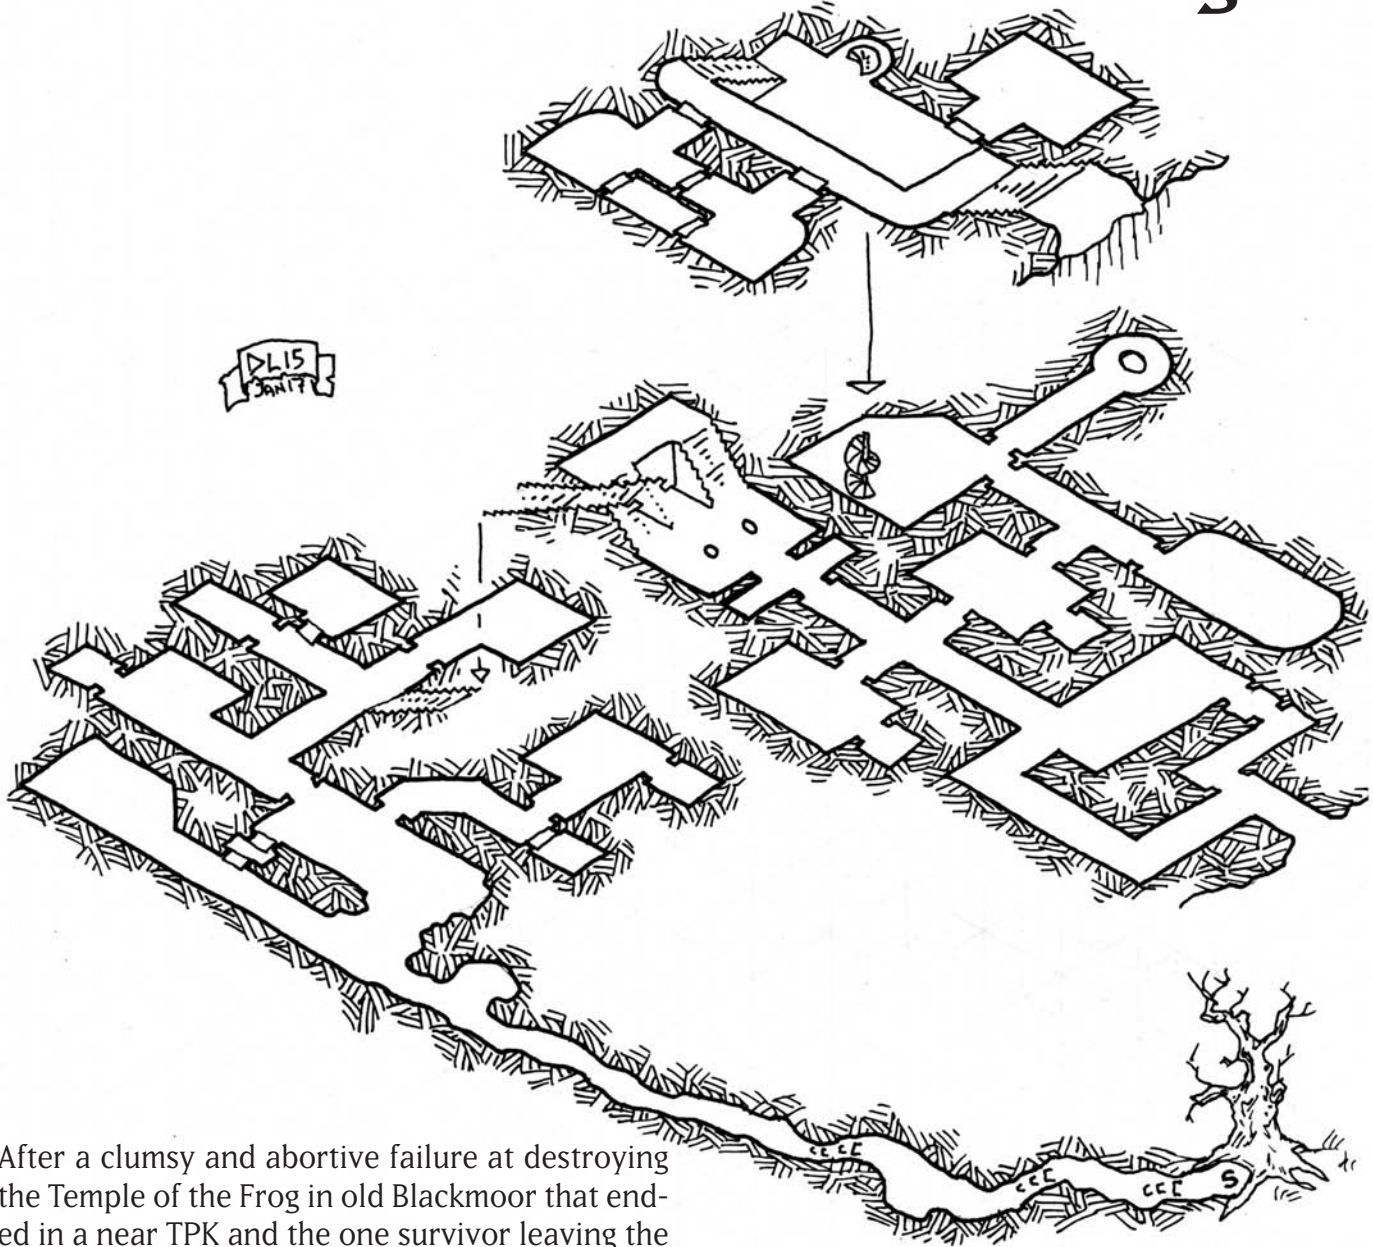 DL15
JAN17
S
After a clumsy and abortive failure at destroying
the Temple of the Frog in old Blackmoor that end-
ed in a near TPK and the one survivor leaving the